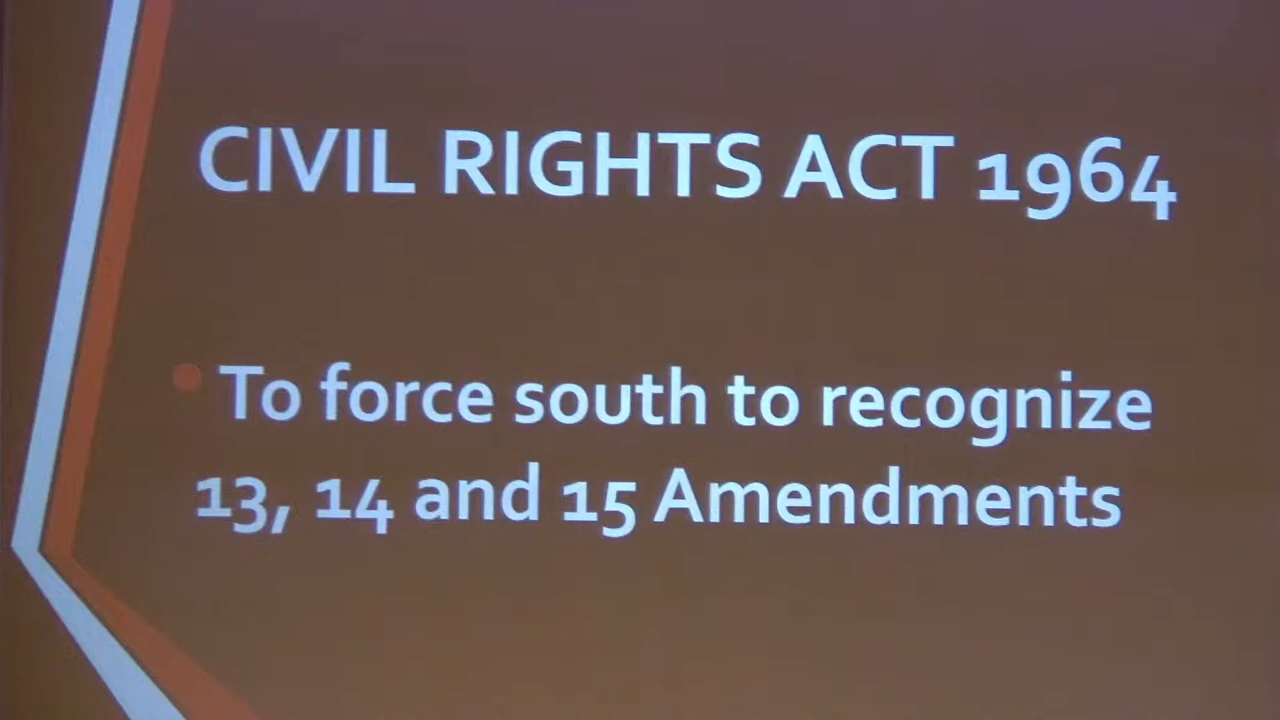 CIVIL RIGHTS ACT 1964
To force south to recognize
13, 14 and 15 Amendments